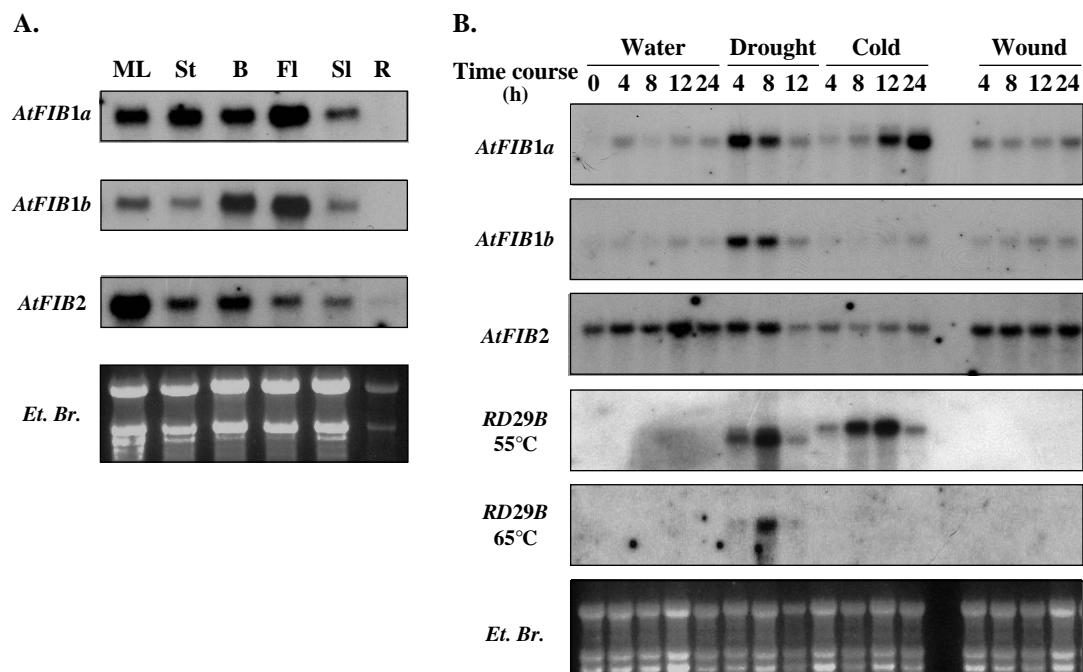 A.
ML St B Fl Sl R
AtFIB1a
AtFIB1b
AtFIB2
Et. Br.
B.
Water Drought Cold Wound
Time course
(h)
0 4 8 12 24 4 8 12 4 8 12 24 4 8 12 24
AtFIB1a
AtFIB1b
AtFIB2
RD29B
55°C
RD29B
65°C
Et. Br.